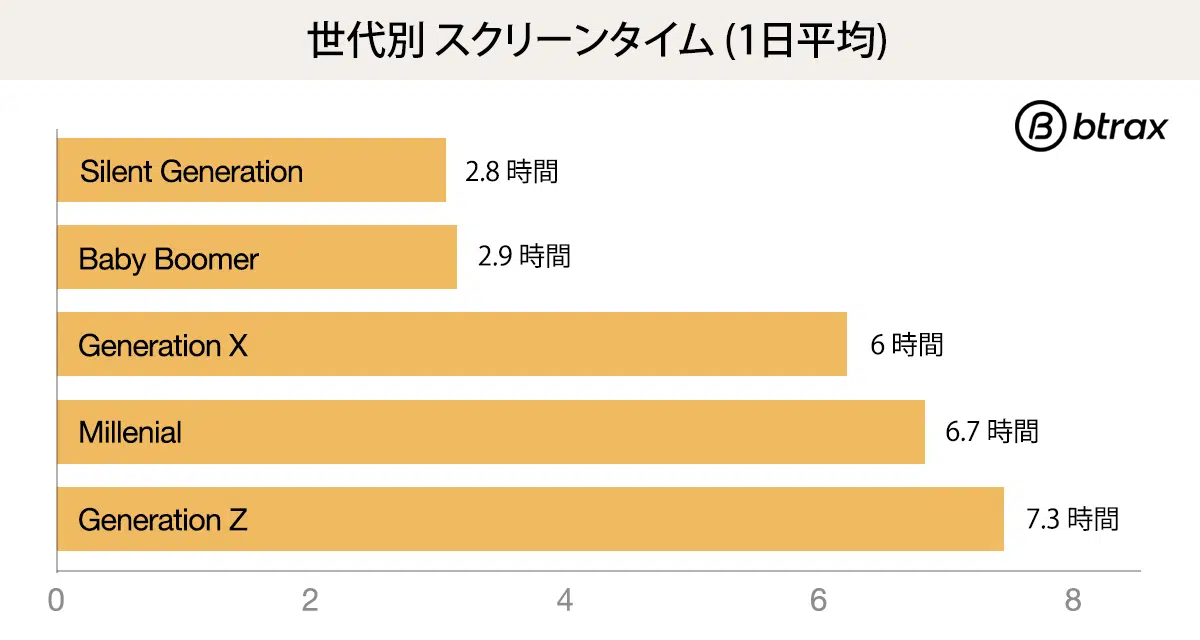 世代別 スクリーンタイム (1日平均)
btrax
Silent Generation 2.8 時間
Baby Boomer 2.9 時間
Generation X 6 時間
Millenial 6.7 時間
Generation Z 7.3 時間
0 2 4 6 8